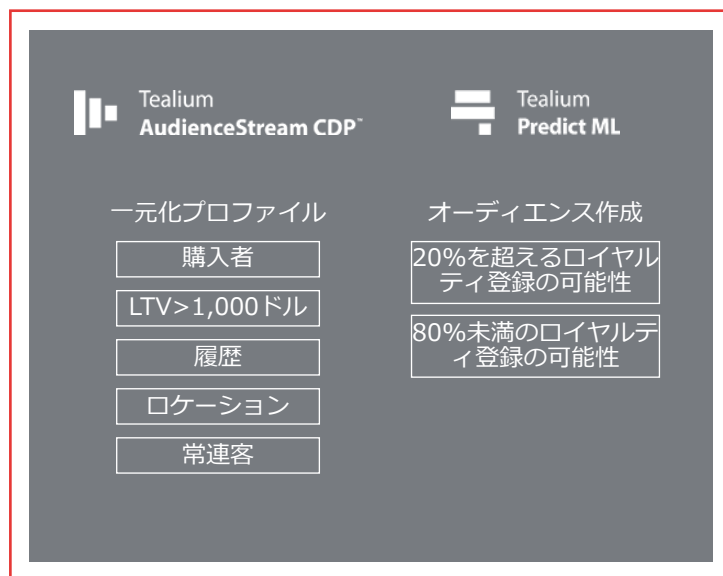 Tealium
AudienceStream CDP™
Tealium
Predict ML
一元化プロファイル
購入者
LTV>1,000ドル
履歴
ロケーション
常連客
オーディエンス作成
20%を超えるロイヤル
ティ登録の可能性
80%未満のロイヤルテ
ィ登録の可能性